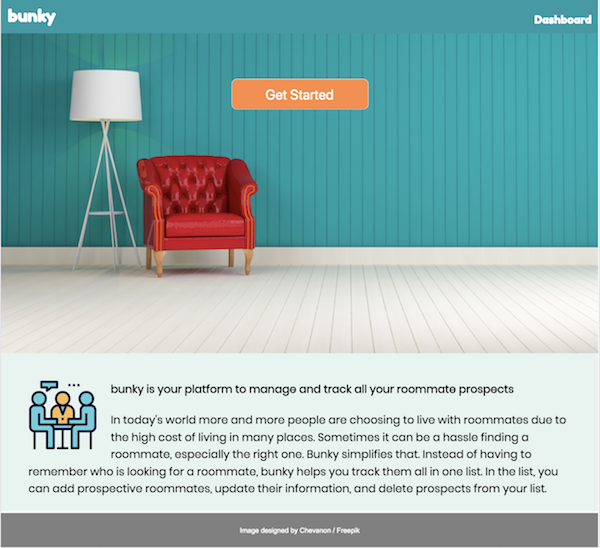 bunky
Dashboard
Get Started
bunky is your platform to manage and track all your roommate prospects
In today's world more and more people are choosing to live with roommates due to
the high cost of living in many places. Sometimes it can be a hassle finding a
roommate, especially the right one. Bunky simplifies that. Instead of having to
remember who is looking for a roommate, bunky helps you track them all in one list. In the list, you
can add prospective roommates, update their information, and delete prospects from your list.
Image designed by Chevanon / Freepik